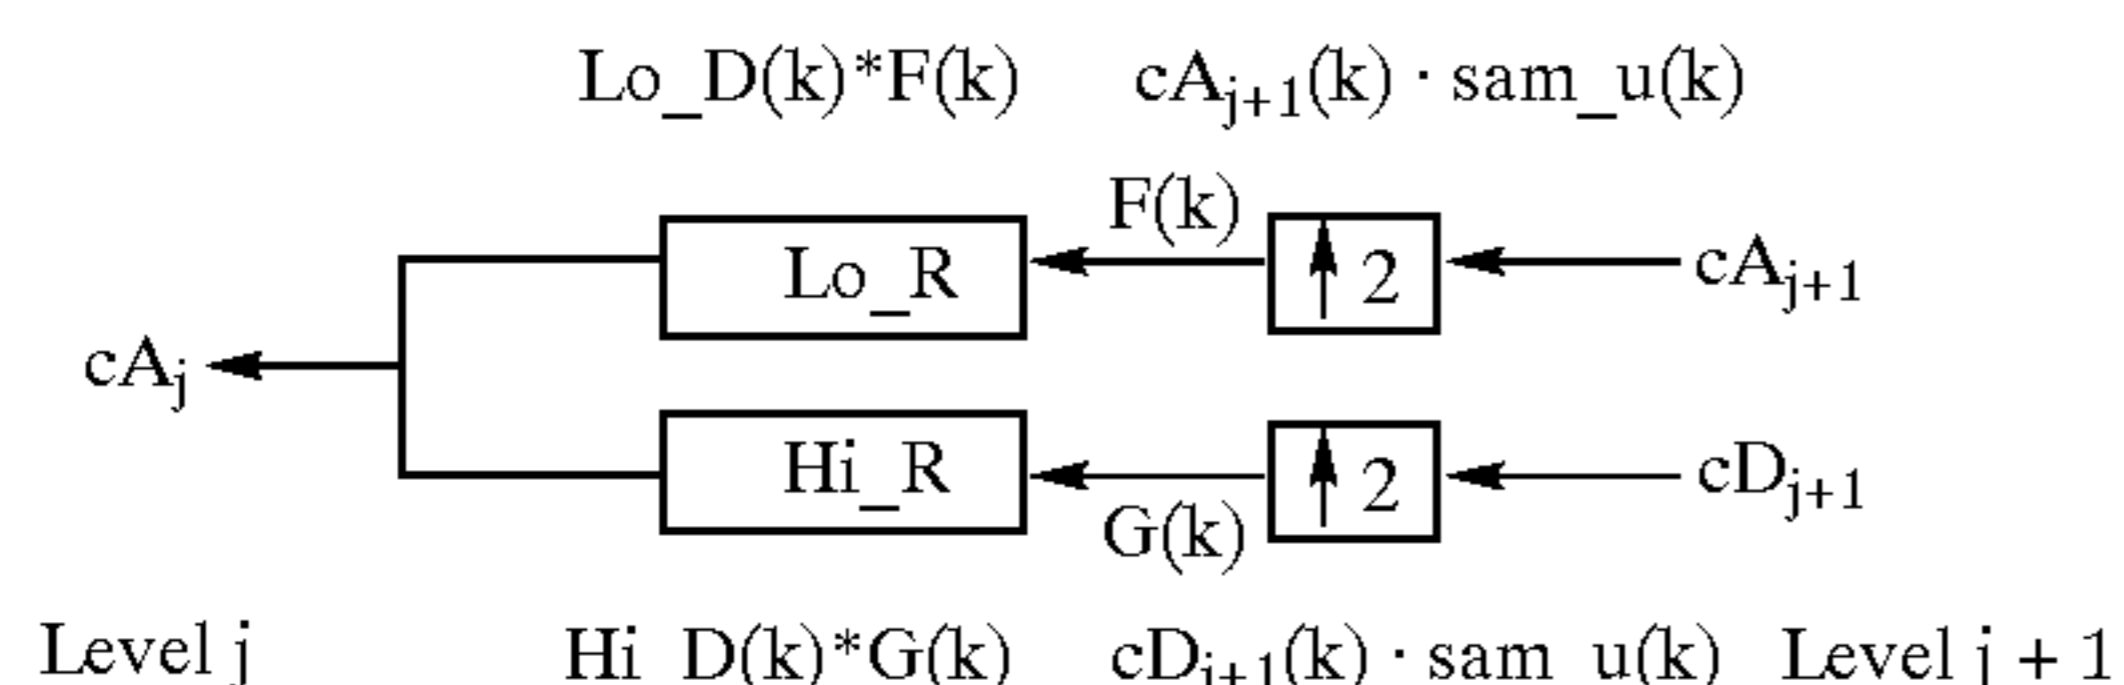 Lo_D(k)*F(k) cA_{j+1}(k) · sam_u(k)
F(k)
Lo_R ↑ 2 cA_{j+1}
cA_j
Hi_R ↑ 2 cD_{j+1}
G(k)
Level j Hi_D(k)*G(k) cD_{j+1}(k) · sam_u(k) Level j + 1